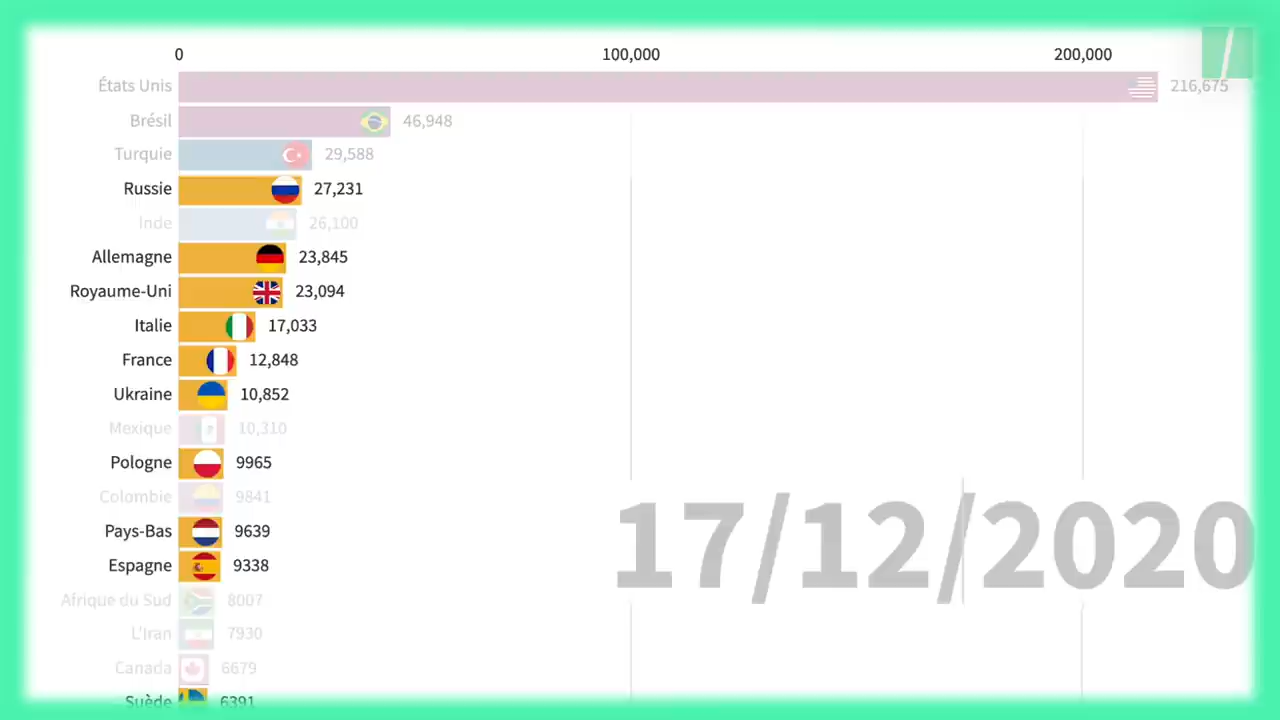 0 100,000 200,000
États Unis 216,675
Brésil 46,948
Turquie 29,588
Russie 27,231
Inde 26,100
Allemagne 23,845
Royaume-Uni 23,094
Italie 17,033
France 12,848
Ukraine 10,852
Mexique 10,310
Pologne 9965
Colombie 9841
Pays-Bas 9639
Espagne 9338
Afrique du Sud 8007
L'Iran 7930
Canada 6679
Suède 6391
17/12/2020